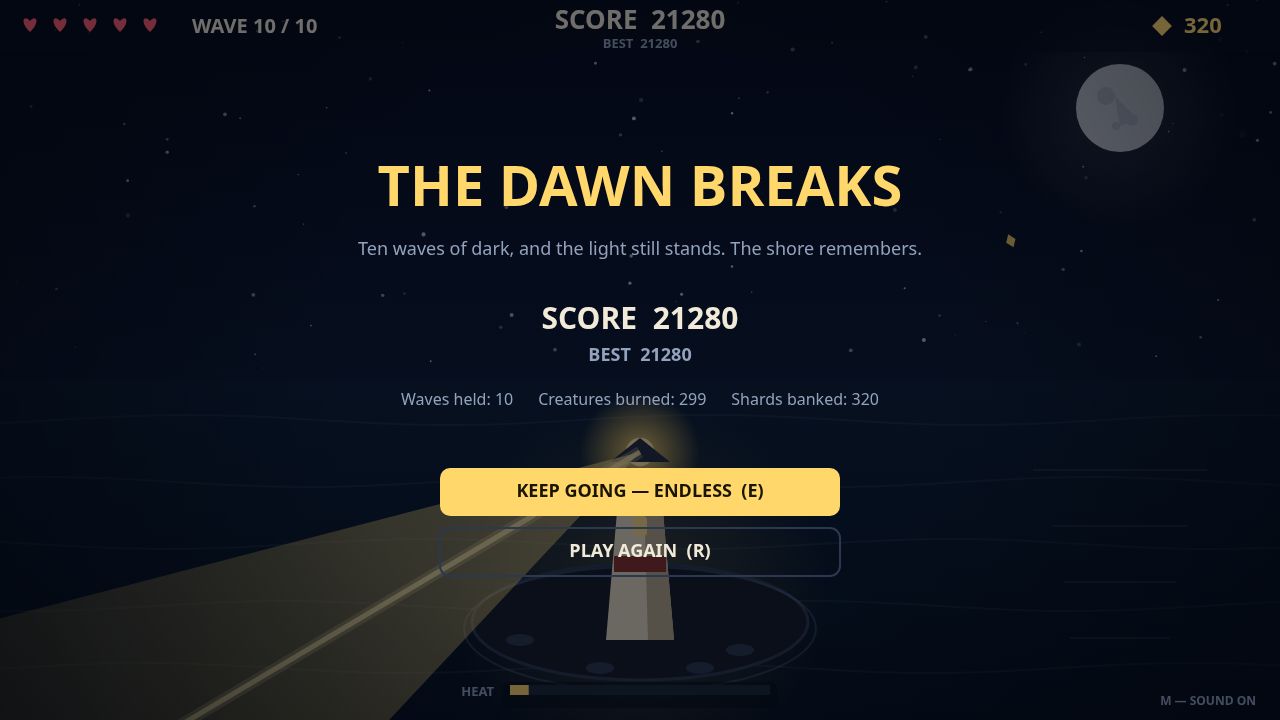 WAVE 10 / 10
SCORE 21280
BEST 21280
320
THE DAWN BREAKS
Ten waves of dark, and the light still stands. The shore remembers.
SCORE 21280
BEST 21280
Waves held: 10 Creatures burned: 299 Shards banked: 320
KEEP GOING — ENDLESS (E)
PLAY AGAIN (R)
HEAT
M — SOUND ON